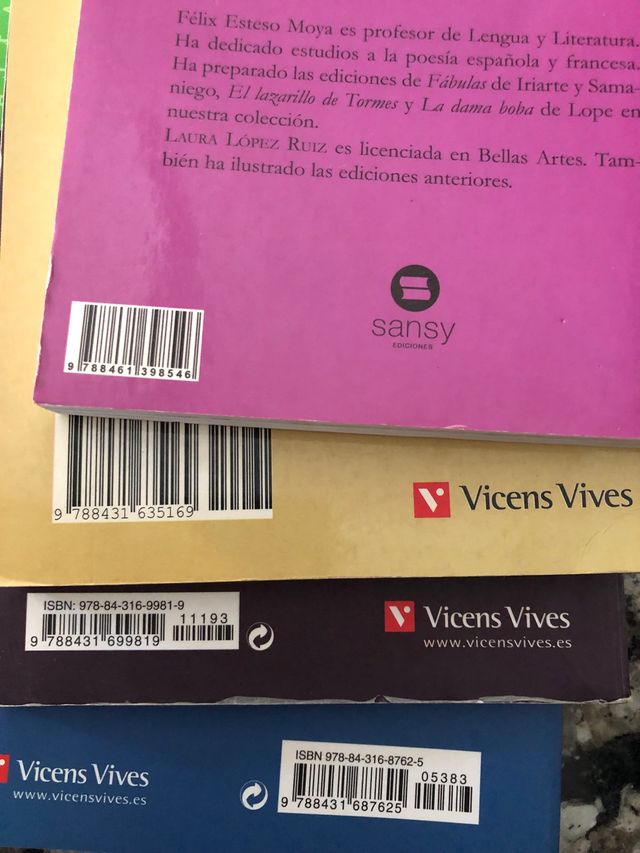 Félix Esteso Moya es profesor de Lengua y Literatura.
Ha dedicado estudios a la poesía española y francesa.
Ha preparado las ediciones de Fábulas de Iriarte y Sama-
niego, El lazarillo de Tormes y La dama boba de Lope en
nuestra colección.
LAURA LÓPEZ RUIZ es licenciada en Bellas Artes. Tam-
bién ha ilustrado las ediciones anteriores.
sansy
EDICIONES
9 788461 398546
9 788431 635169
Vicens Vives
ISBN: 978-84-316-9981-9
11193
9 788431 699819
Vicens Vives
www.vicensvives.es
Vicens Vives
www.vicensvives.es
ISBN 978-84-316-8762-5
05383
9 788431 687625